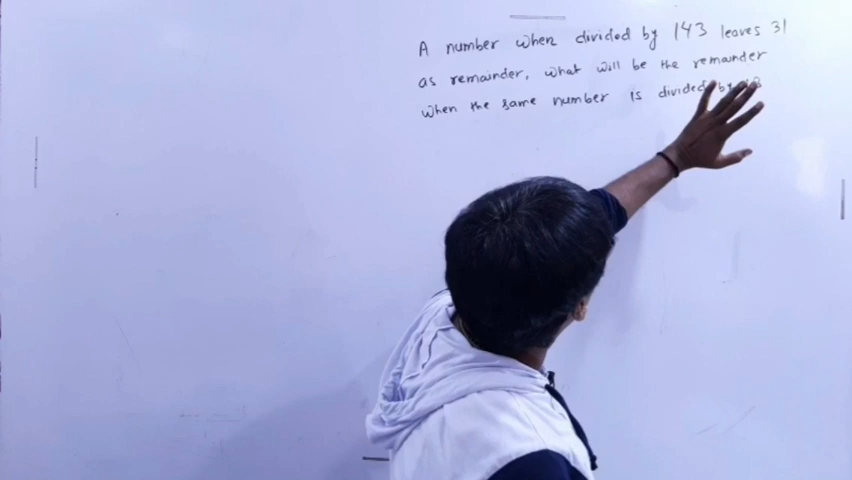 A number when divided by 143 leaves 31
as remainder, what will be the remainder
when the same number is divided by